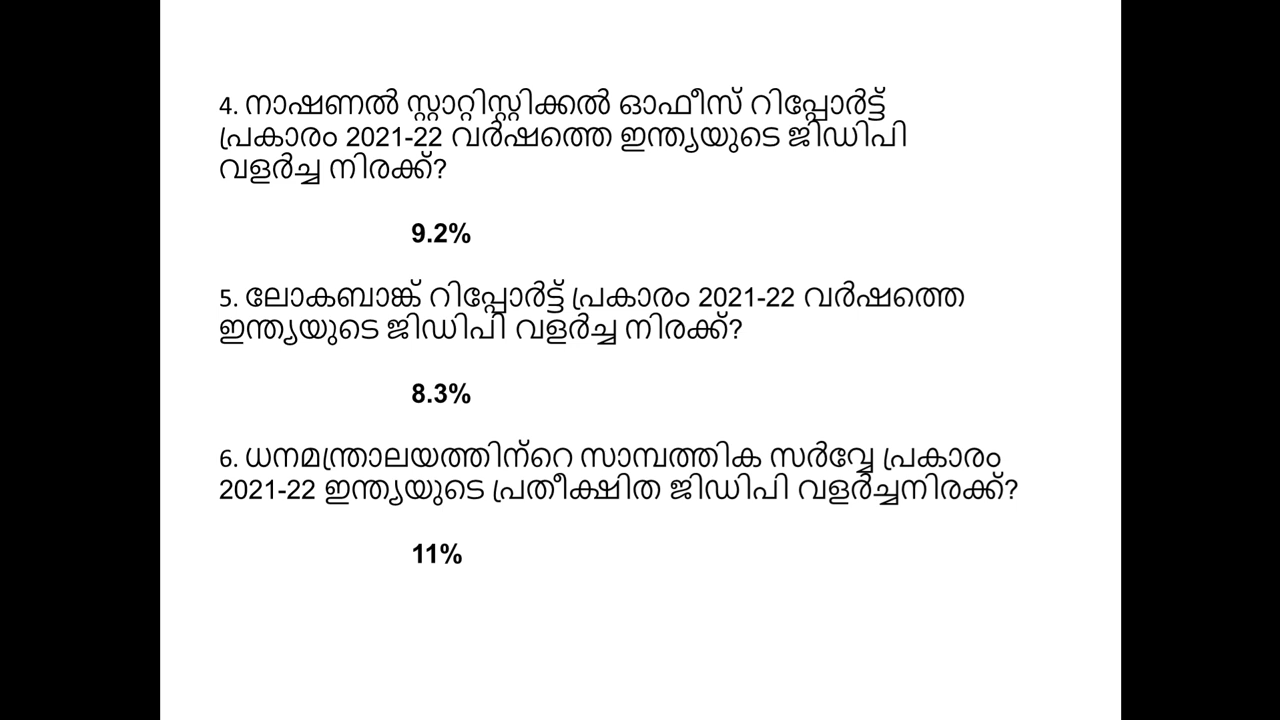 4. നാഷണൽ സ്റ്റാറ്റിസ്റ്റിക്കൽ ഓഫീസ് റിപ്പോർട്ട്
പ്രകാരം 2021-22 വർഷത്തെ ഇന്ത്യയുടെ ജിഡിപി
വളർച്ച നിരക്ക്?
9.2%
5. ലോകബാങ്ക് റിപ്പോർട്ട് പ്രകാരം 2021-22 വർഷത്തെ
ഇന്ത്യയുടെ ജിഡിപി വളർച്ച നിരക്ക്?
8.3%
6. ധനമന്ത്രാലയത്തിന്റെ സാമ്പത്തിക സർവ്വേ പ്രകാരം
2021-22 ഇന്ത്യയുടെ പ്രതീക്ഷിത ജിഡിപി വളർച്ചനിരക്ക്?
11%